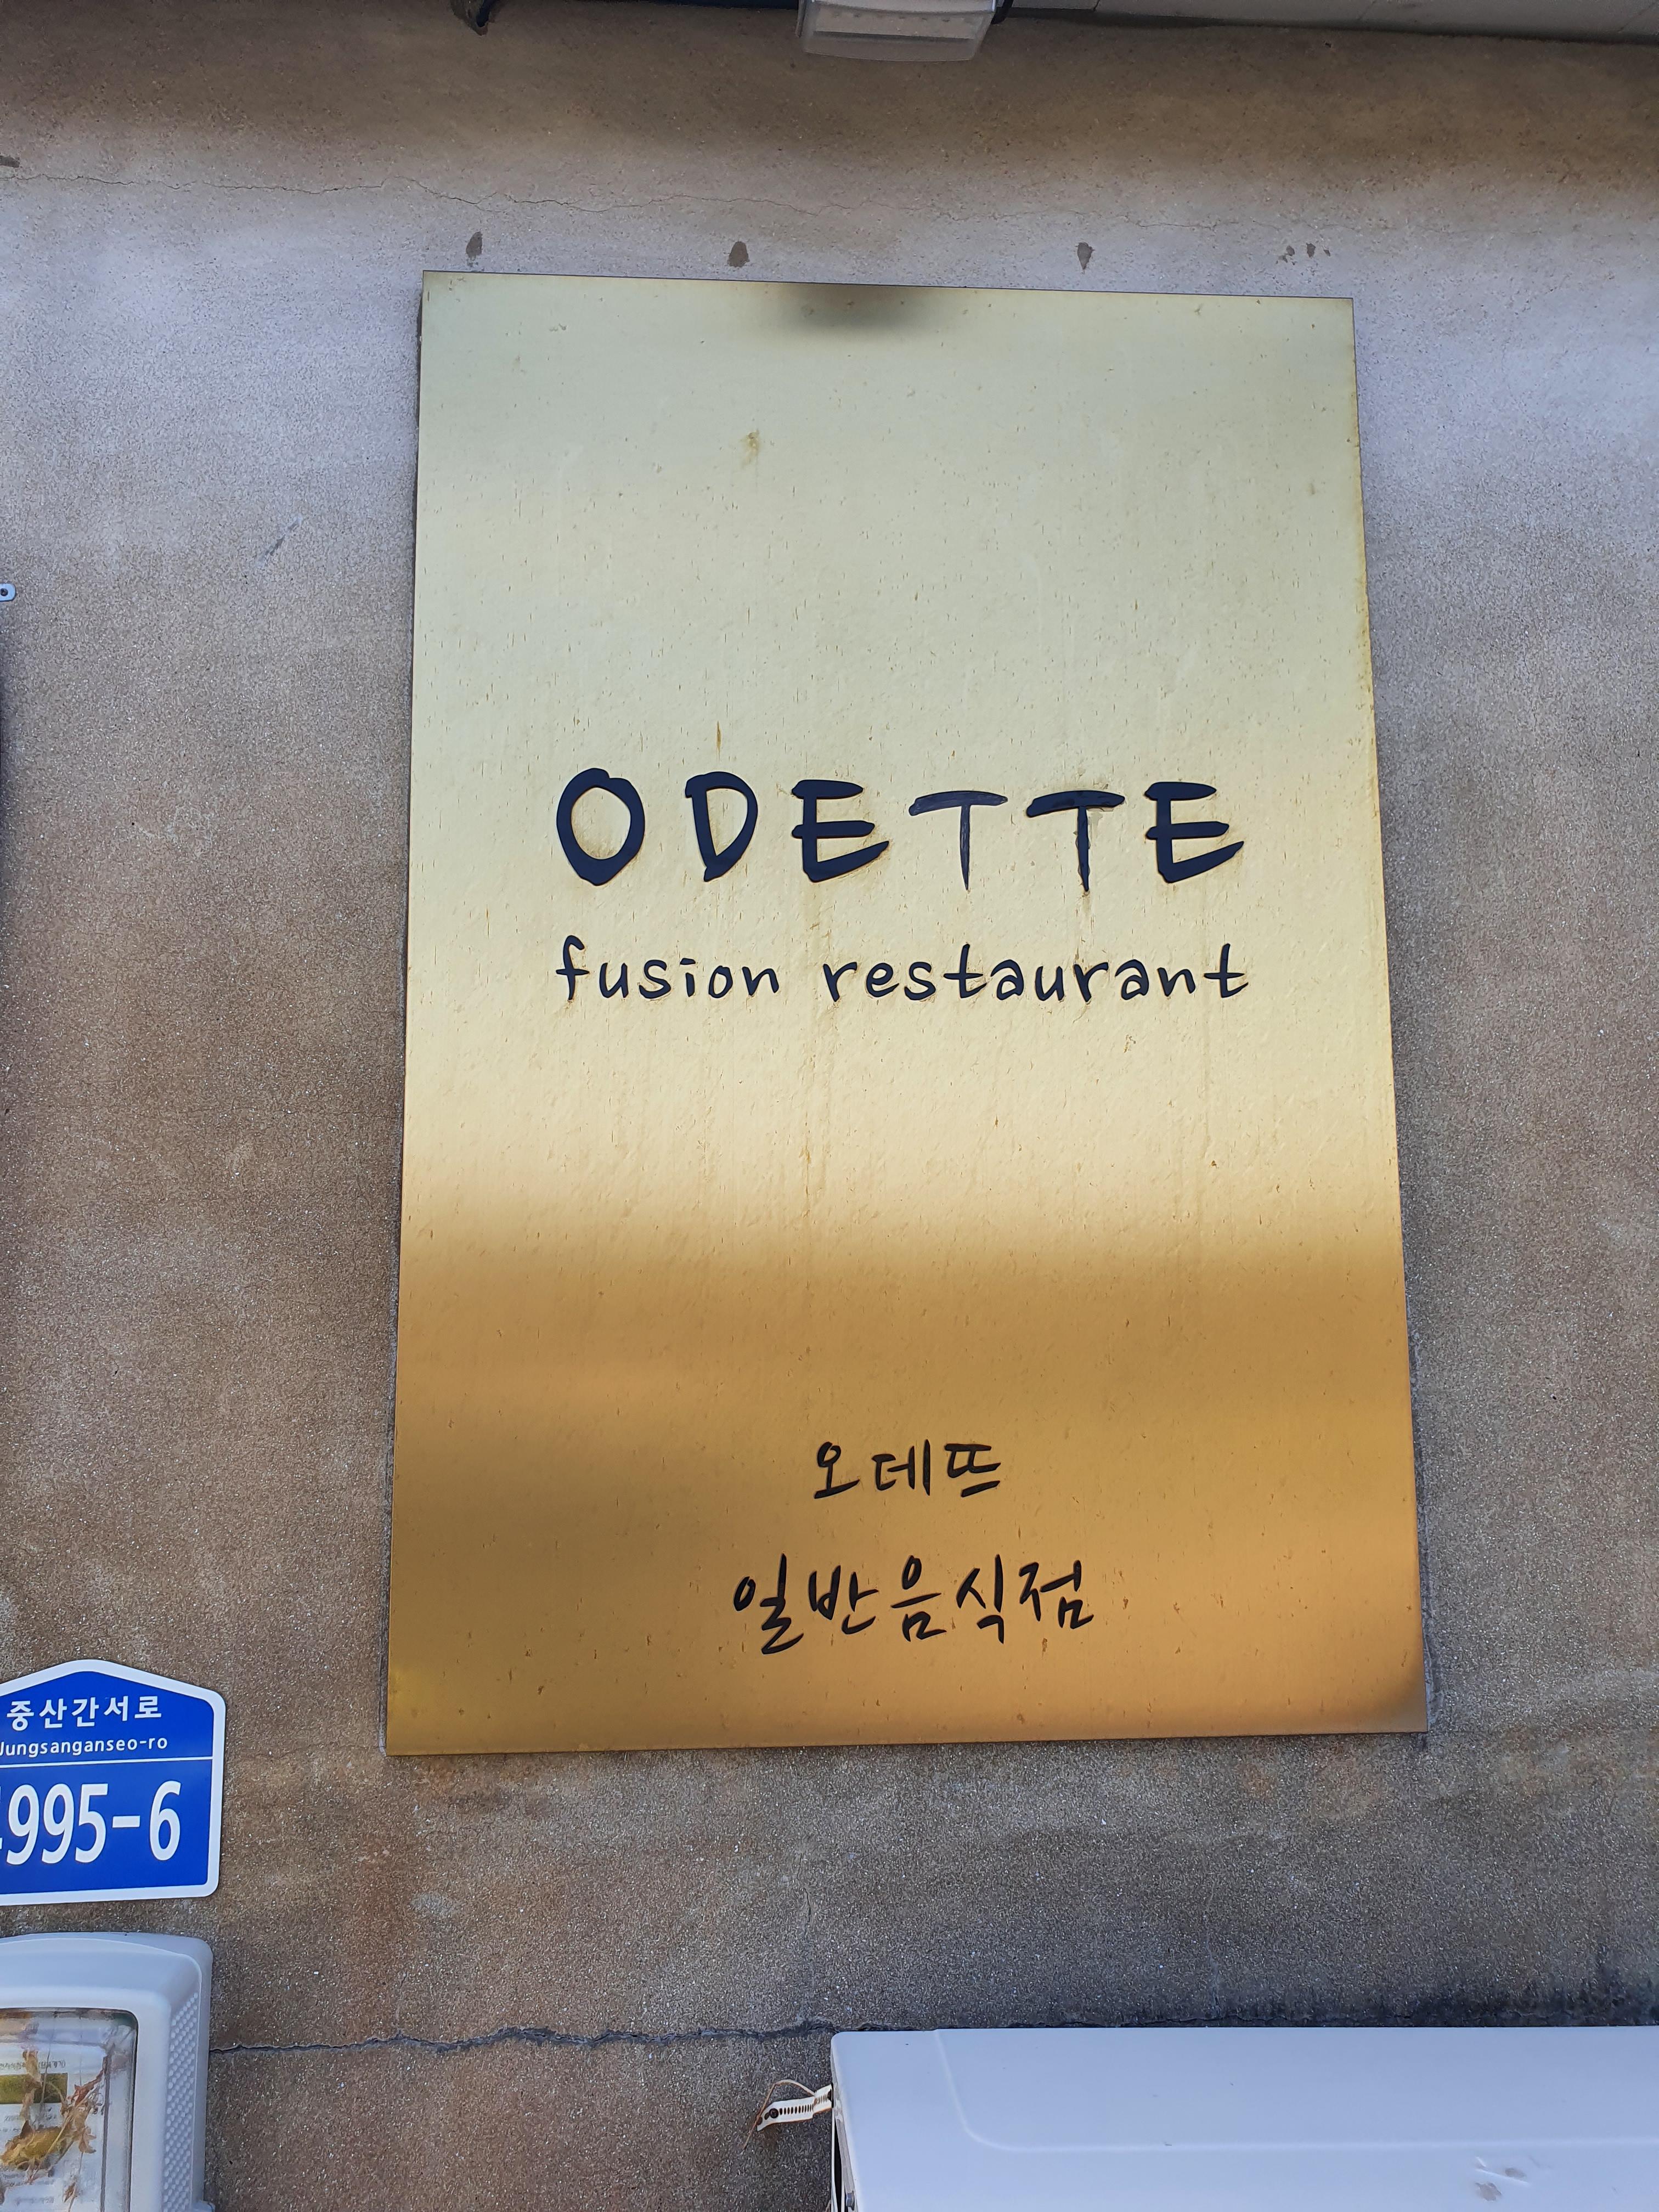 ODETTE
fusion restaurant
오데뜨
일반음식점
중산간서로
Jungsanganseo-ro
995-6